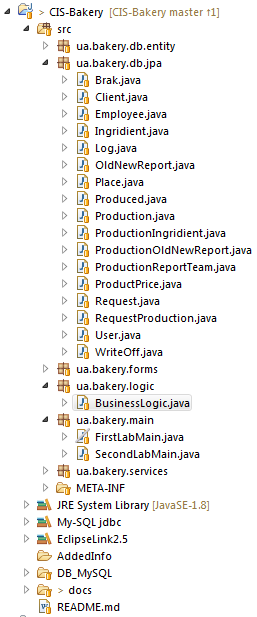 > CIS-Bakery [CIS-Bakery master ↑1]
src
ua.bakery.db.entity
ua.bakery.db.jpa
Brak.java
Client.java
Employee.java
Ingridient.java
Log.java
OldNewReport.java
Place.java
Produced.java
Production.java
ProductionIngridient.java
ProductionOldNewReport.java
ProductionReportTeam.java
ProductPrice.java
Request.java
RequestProduction.java
User.java
WriteOff.java
ua.bakery.forms
ua.bakery.logic
BusinessLogic.java
ua.bakery.main
FirstLabMain.java
SecondLabMain.java
ua.bakery.services
META-INF
JRE System Library [JavaSE-1.8]
My-SQL jdbc
EclipseLink2.5
AddedInfo
DB_MySQL
> docs
README.md